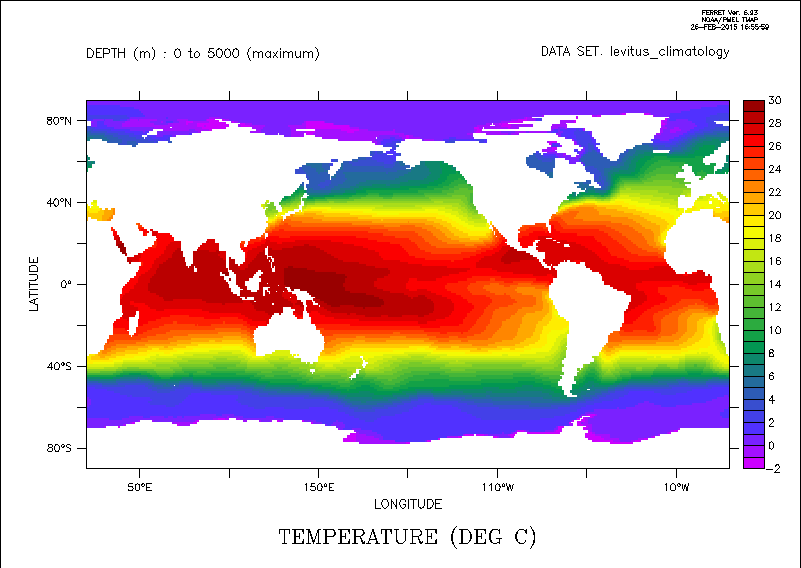 FERRET Ver. 6.93
NOAA/PMEL TMAP
26-FEB-2015 16:55:59
DEPTH (m) : 0 to 5000 (maximum)
DATA SET: levitus_climatology
80°N
40°N
0°
40°S
80°S
LATITUDE
50°E
150°E
110°W
10°W
LONGITUDE
30
28
26
24
22
20
18
16
14
12
10
8
6
4
2
0
-2
TEMPERATURE (DEG C)